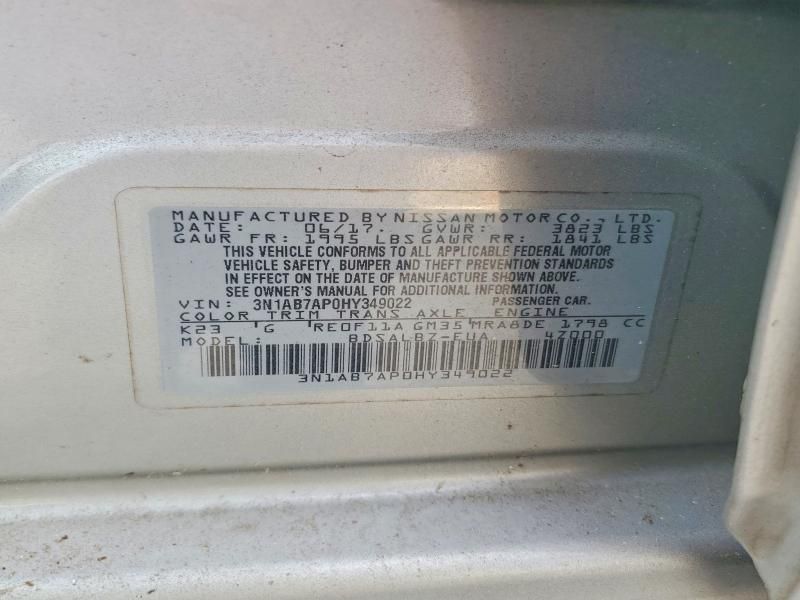 MANUFACTURED BY NISSAN MOTOR CO., LTD.
DATE: 06/17. GVWR: 3823 LBS
GAWR FR: 1995 LBS GAWR RR: 1841 LBS
THIS VEHICLE CONFORMS TO ALL APPLICABLE FEDERAL MOTOR
VEHICLE SAFETY, BUMPER AND THEFT PREVENTION STANDARDS
IN EFFECT ON THE DATE OF MANUFACTURE SHOWN ABOVE.
SEE OWNER'S MANUAL FOR ADDITIONAL INFORMATION.
VIN: 3N1AB7AP0HY349022 PASSENGER CAR.
COLOR TRIM TRANS AXLE ENGINE
K23 G RE0F11A GM35 MRA8DE 1798 CC
MODEL: BDSALBZ-EUA 47000
3N1AB7AP0HY349022